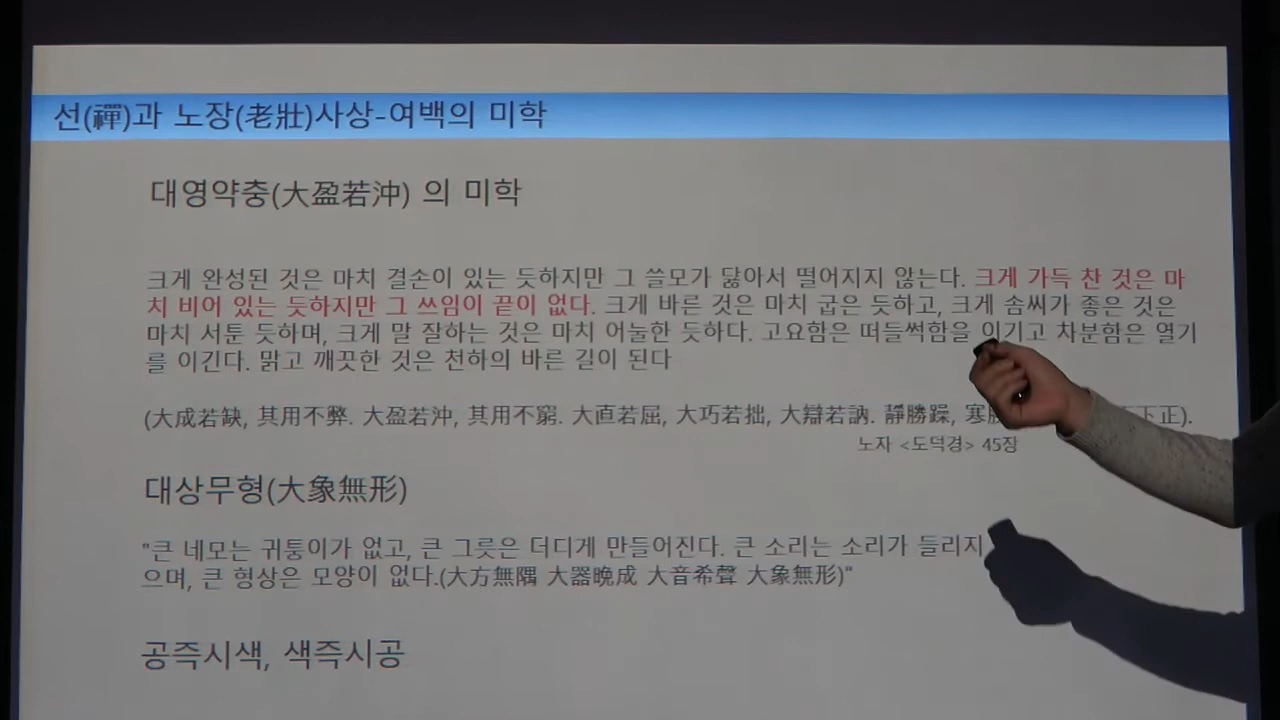 선(禪)과 노장(老壯)사상-여백의 미학
대영약충(大盈若沖) 의 미학
크게 완성된 것은 마치 결손이 있는 듯하지만 그 쓸모가 닳아서 떨어지지 않는다. 크게 가득 찬 것은 마
치 비어 있는 듯하지만 그 쓰임이 끝이 없다. 크게 바른 것은 마치 굽은 듯하고, 크게 솜씨가 좋은 것은
마치 서툰 듯하며, 크게 말 잘하는 것은 마치 어눌한 듯하다. 고요함은 떠들썩함을 이기고 차분함은 열기
를 이긴다. 맑고 깨끗한 것은 천하의 바른 길이 된다
(大成若缺, 其用不弊. 大盈若沖, 其用不窮. 大直若屈, 大巧若拙, 大辯若訥. 靜勝躁, 寒 下正).
노자 <도덕경> 45장
대상무형(大象無形)
"큰 네모는 귀퉁이가 없고, 큰 그릇은 더디게 만들어진다. 큰 소리는 소리가 들리지
으며, 큰 형상은 모양이 없다.(大方無隅 大器晩成 大音希聲 大象無形)"
공즉시색, 색즉시공